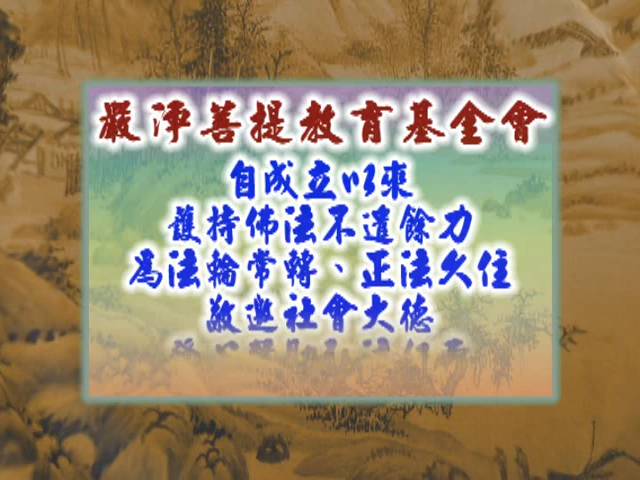 嚴淨菩提教育基金會
自成立以來
護持佛法不遺餘力
為法輪常轉、正法久住
敬邀社會大德